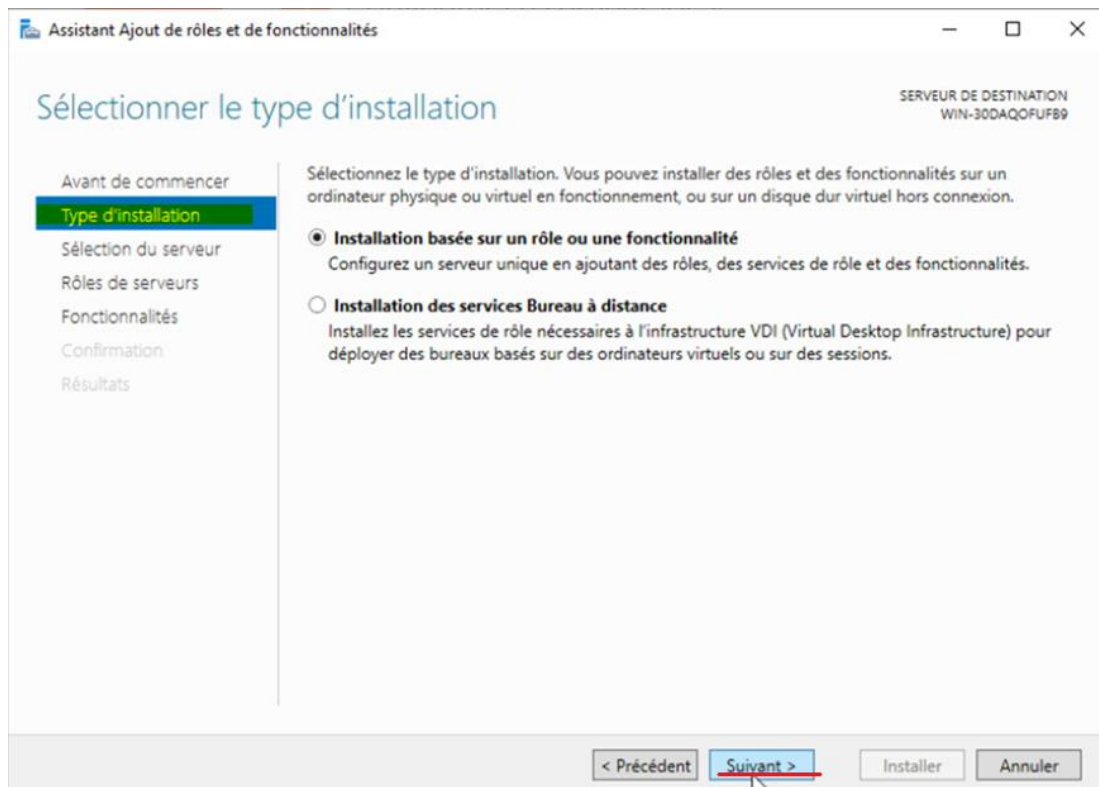 Assistant Ajout de rôles et de fonctionnalités
Sélectionner le type d'installation
SERVEUR DE DESTINATION
WIN-30DAQOFUFB9
Avant de commencer
Type d'installation
Sélection du serveur
Rôles de serveurs
Fonctionnalités
Confirmation
Résultats
Sélectionnez le type d'installation. Vous pouvez installer des rôles et des fonctionnalités sur un
ordinateur physique ou virtuel en fonctionnement, ou sur un disque dur virtuel hors connexion.
Installation basée sur un rôle ou une fonctionnalité
Configurez un serveur unique en ajoutant des rôles, des services de rôle et des fonctionnalités.
Installation des services Bureau à distance
Installez les services de rôle nécessaires à l'infrastructure VDI (Virtual Desktop Infrastructure) pour
déployer des bureaux basés sur des ordinateurs virtuels ou sur des sessions.
< Précédent
Suivant >
Installer
Annuler